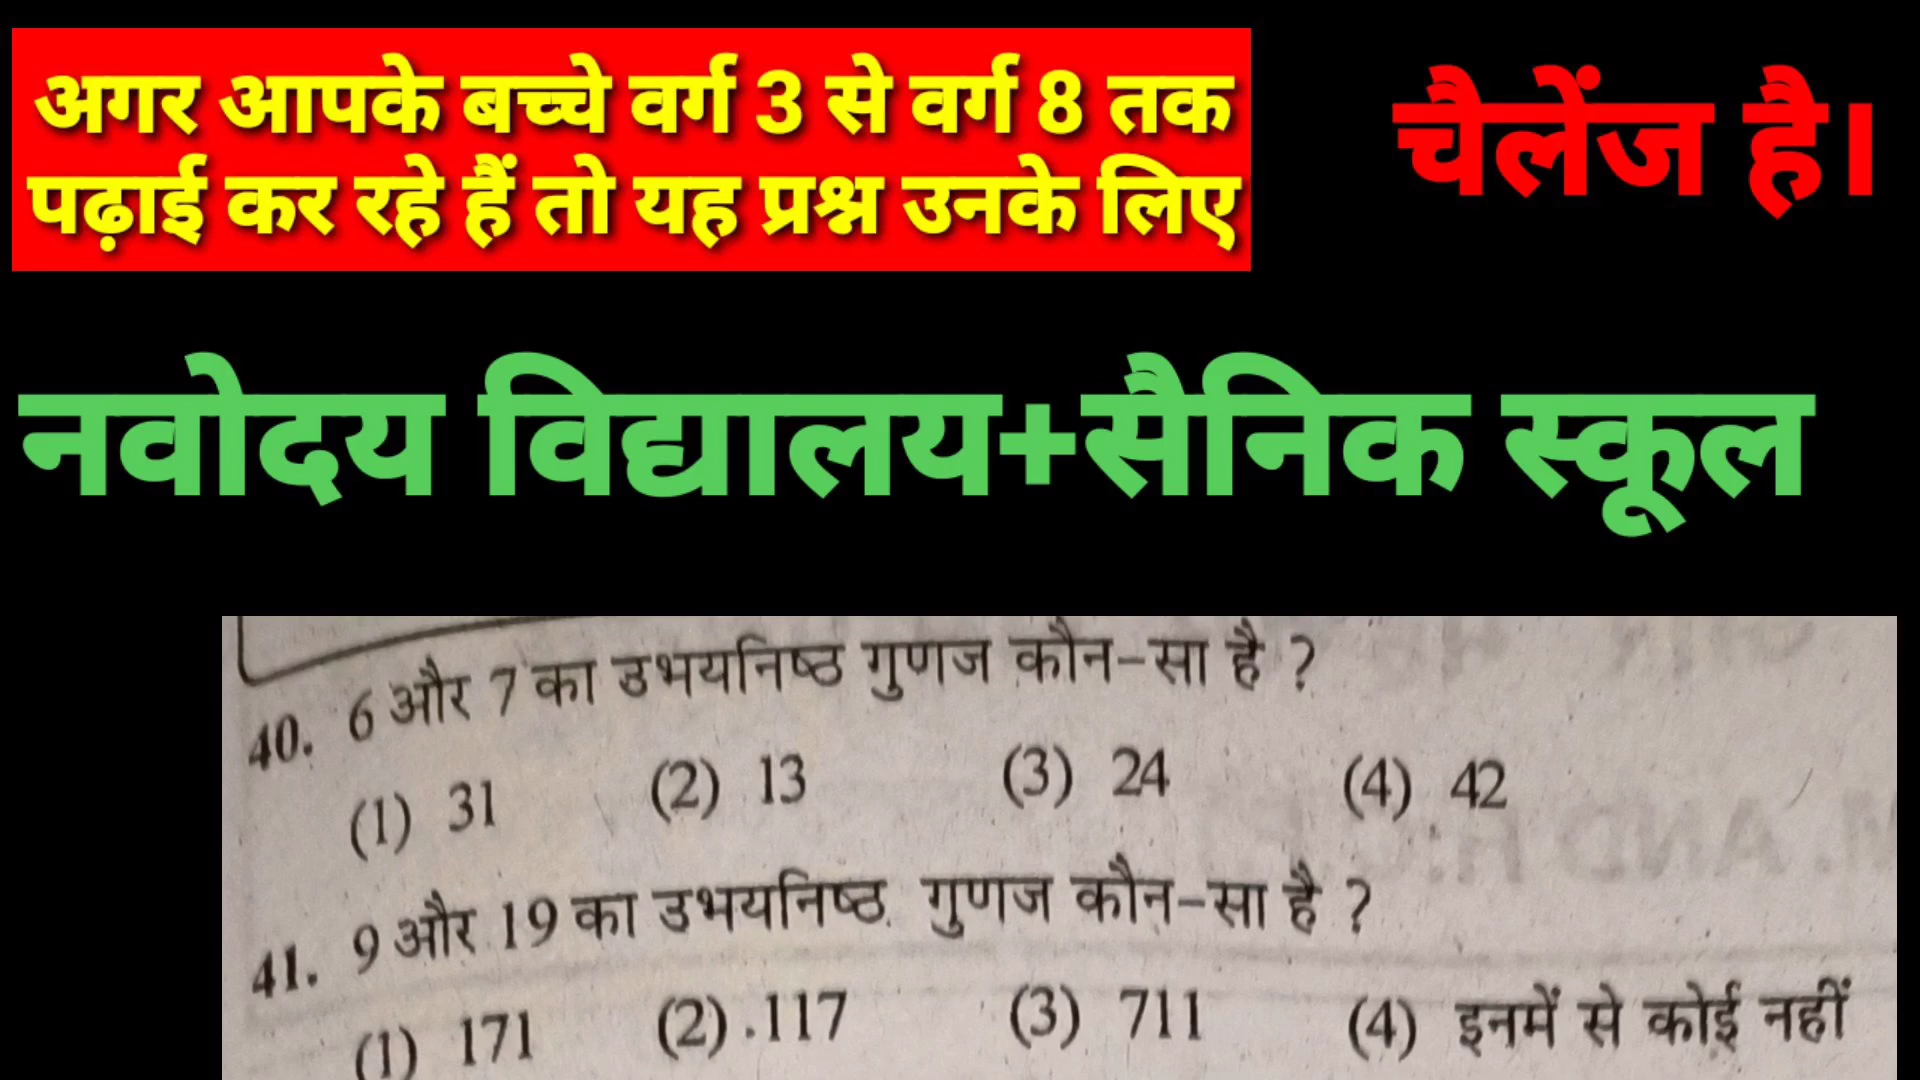 अगर आपके बच्चे वर्ग 3 से वर्ग 8 तक
पढ़ाई कर रहे हैं तो यह प्रश्न उनके लिए
चैलेंज है।
नवोदय विद्यालय+सैनिक स्कूल
40. 6 और 7 का उभयनिष्ठ गुणज कौन-सा है ?
(1) 31 (2) 13 (3) 24 (4) 42
41. 9 और 19 का उभयनिष्ठ गुणज कौन-सा है ?
(1) 171 (2) 117 (3) 711 (4) इनमें से कोई नहीं